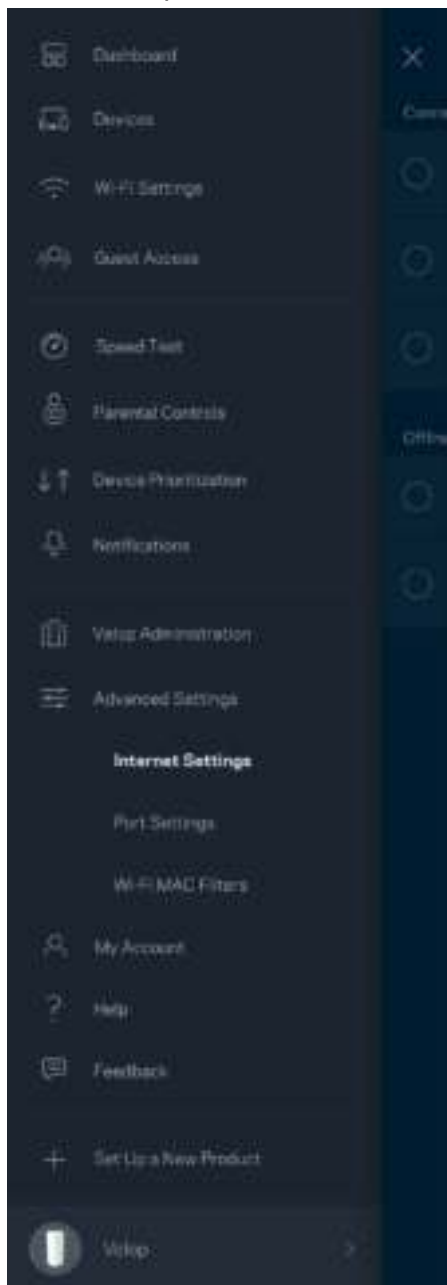 Dashboard
Devices
Wi-Fi Settings
Guest Access
Speed Test
Parental Controls
Device Prioritization
Notifications
Velop Administration
Advanced Settings
Internet Settings
Port Settings
Wi-Fi MAC Filters
My Account
Help
Feedback
Set Up a New Product
Velop